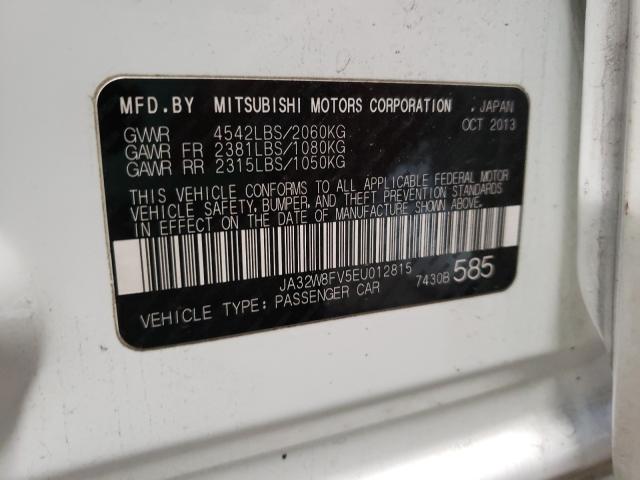 MFD.BY MITSUBISHI MOTORS CORPORATION , JAPAN
OCT 2013
GVWR 4542LBS/2060KG
GAWR FR 2381LBS/1080KG
GAWR RR 2315LBS/1050KG
THIS VEHICLE CONFORMS TO ALL APPLICABLE FEDERAL MOTOR
VEHICLE SAFETY, BUMPER, AND THEFT PREVENTION STANDARDS
IN EFFECT ON THE DATE OF MANUFACTURE SHOWN ABOVE.
JA32W8FV5EU012815
7430B 585
VEHICLE TYPE: PASSENGER CAR